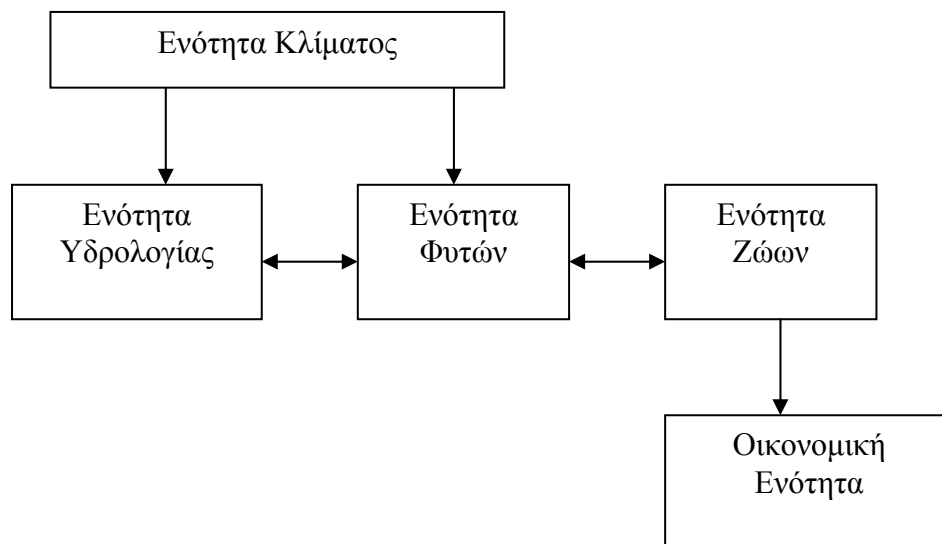 Ενότητα Κλίματος
Ενότητα
Υδρολογίας
Ενότητα
Φυτών
Ενότητα
Ζώων
Οικονομική
Ενότητα